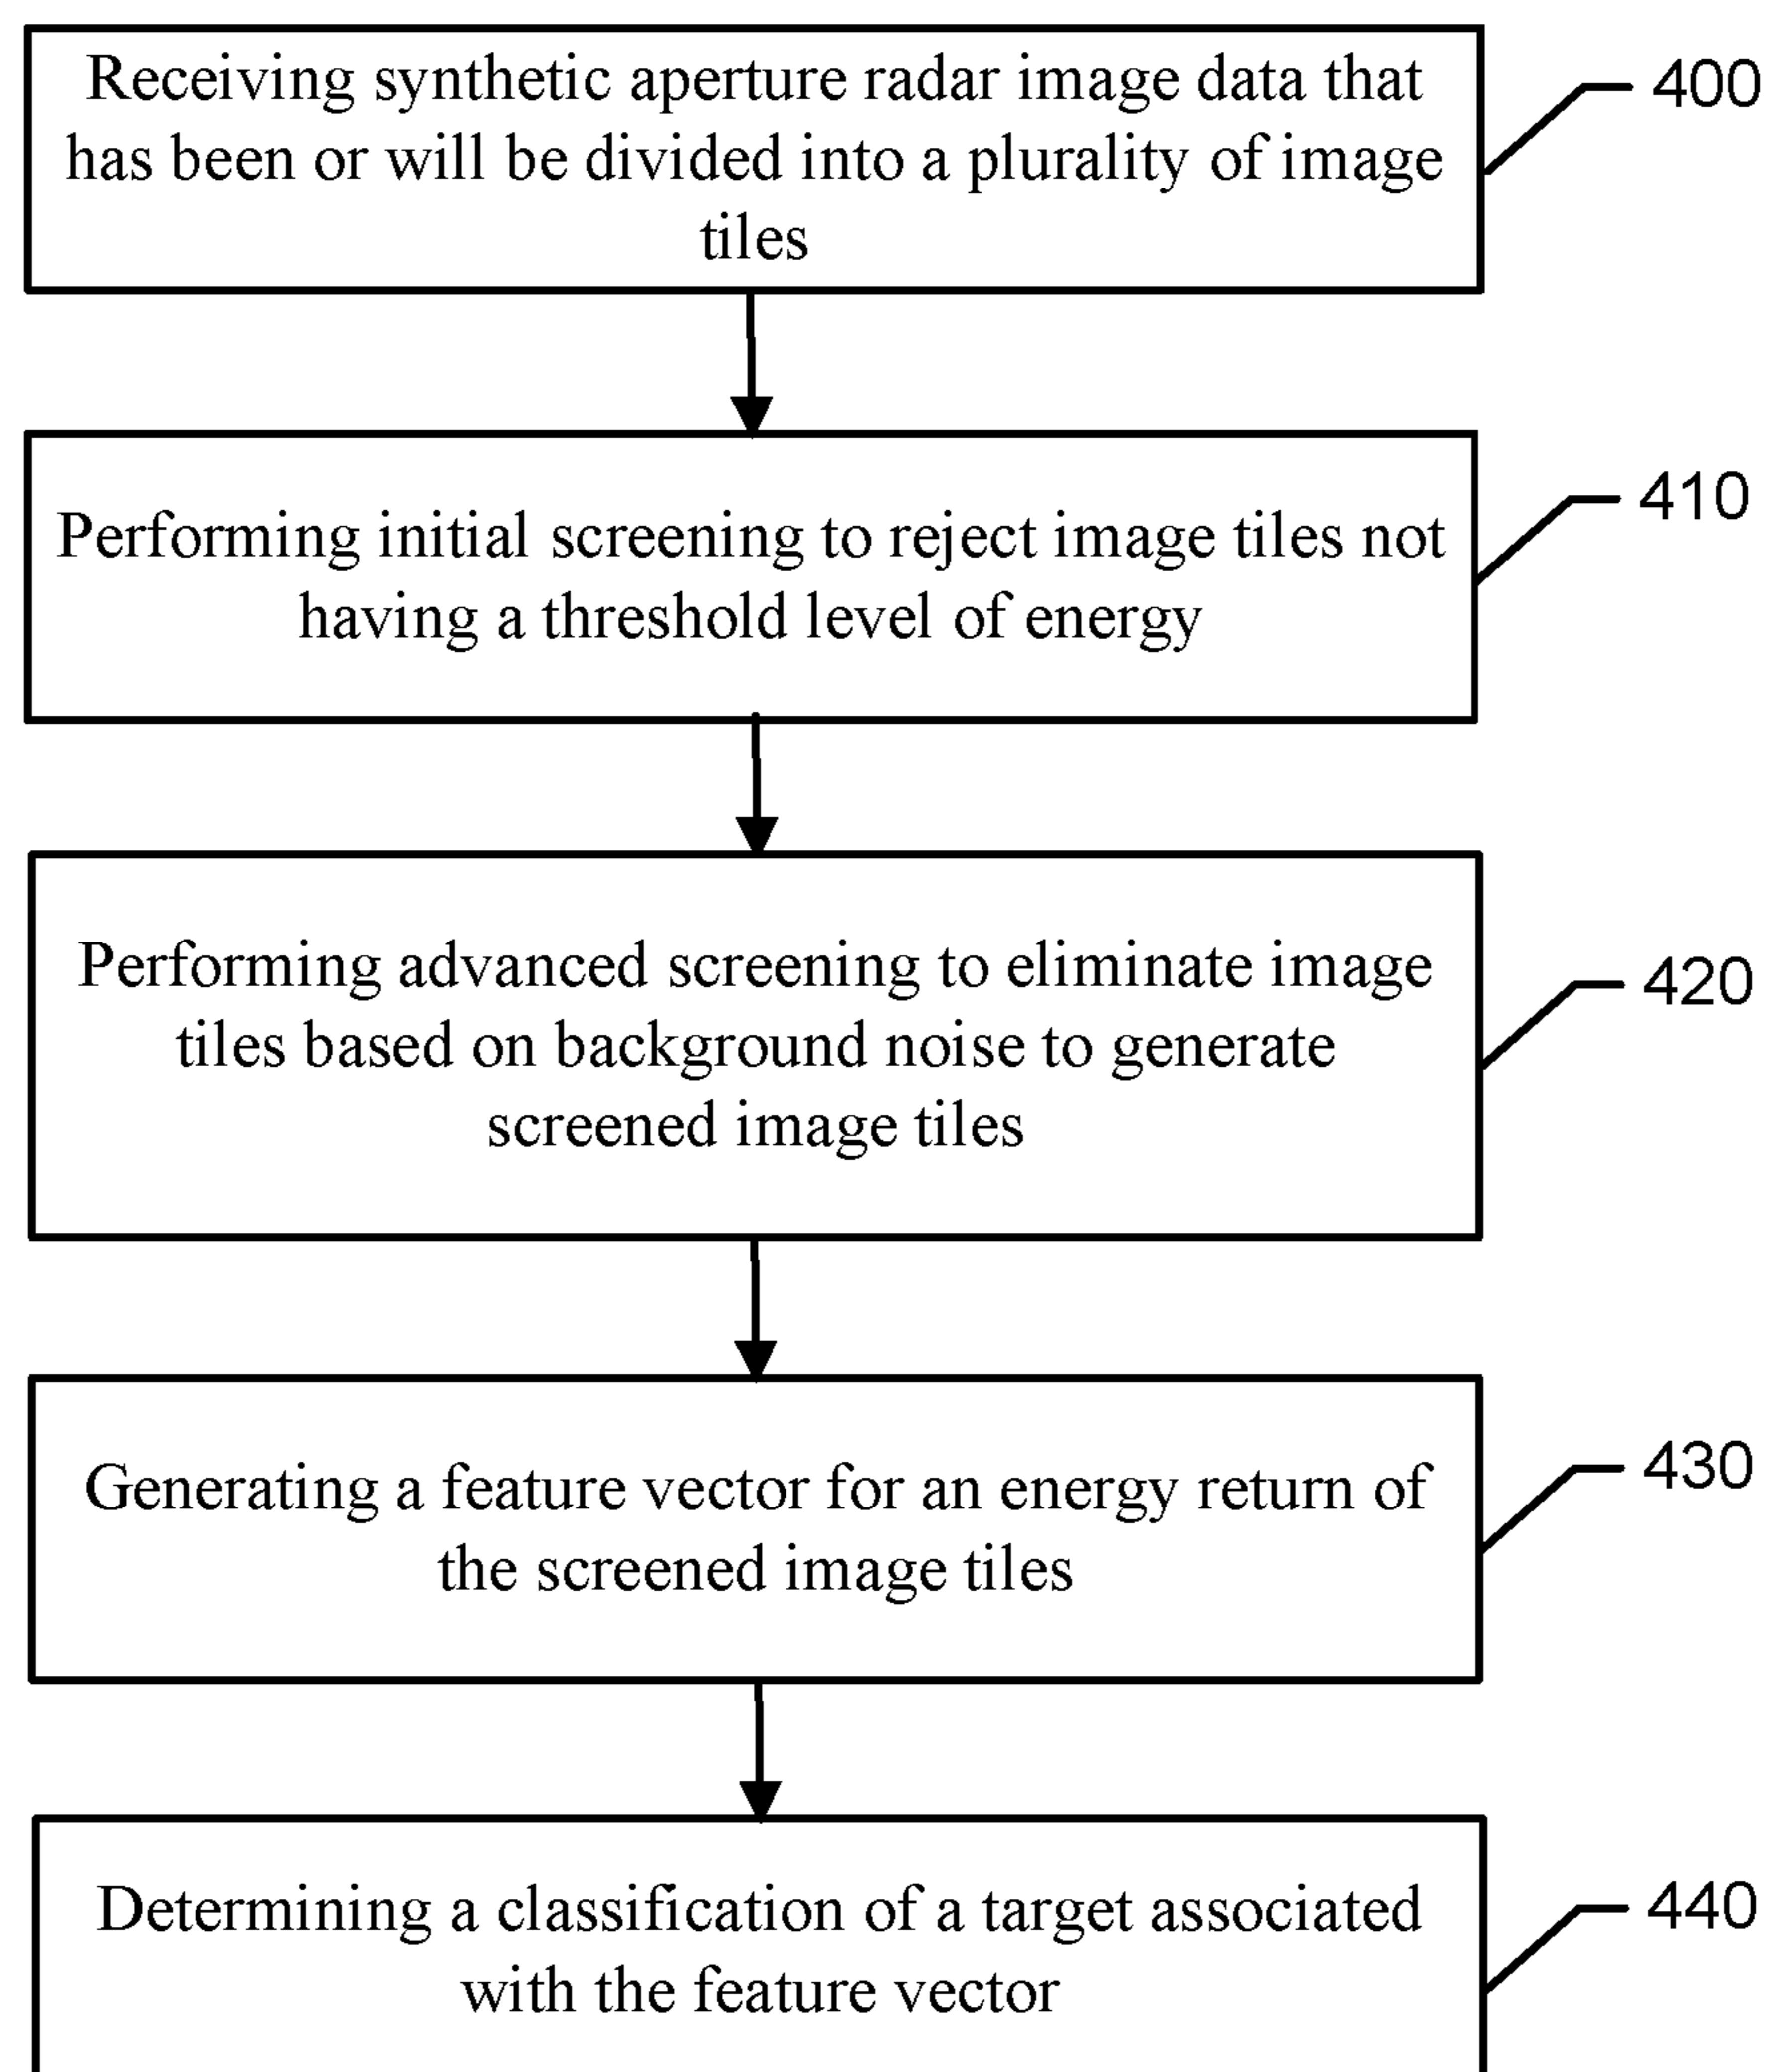 Receiving synthetic aperture radar image data that
has been or will be divided into a plurality of image
tiles
400
Performing initial screening to reject image tiles not
having a threshold level of energy
410
Performing advanced screening to eliminate image
tiles based on background noise to generate
screened image tiles
420
Generating a feature vector for an energy return of
the screened image tiles
430
Determining a classification of a target associated
with the feature vector
440